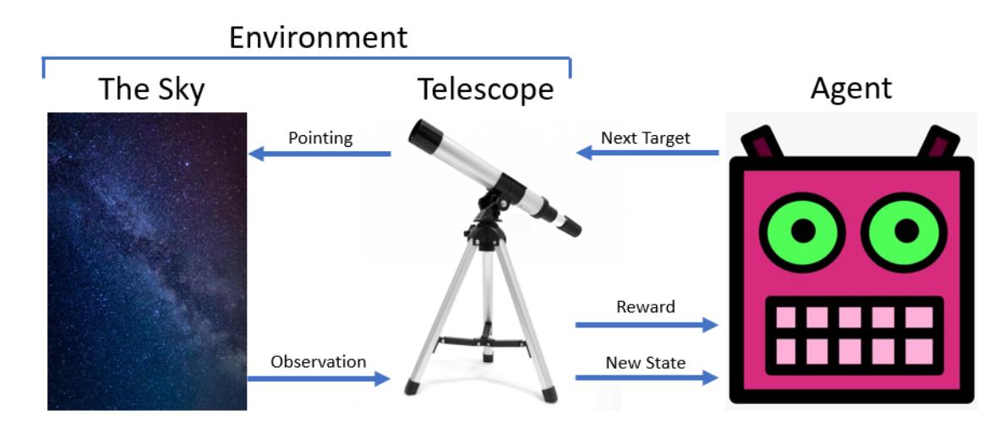 Environment
The Sky
Telescope
Agent
Pointing
Next Target
Reward
Observation
New State